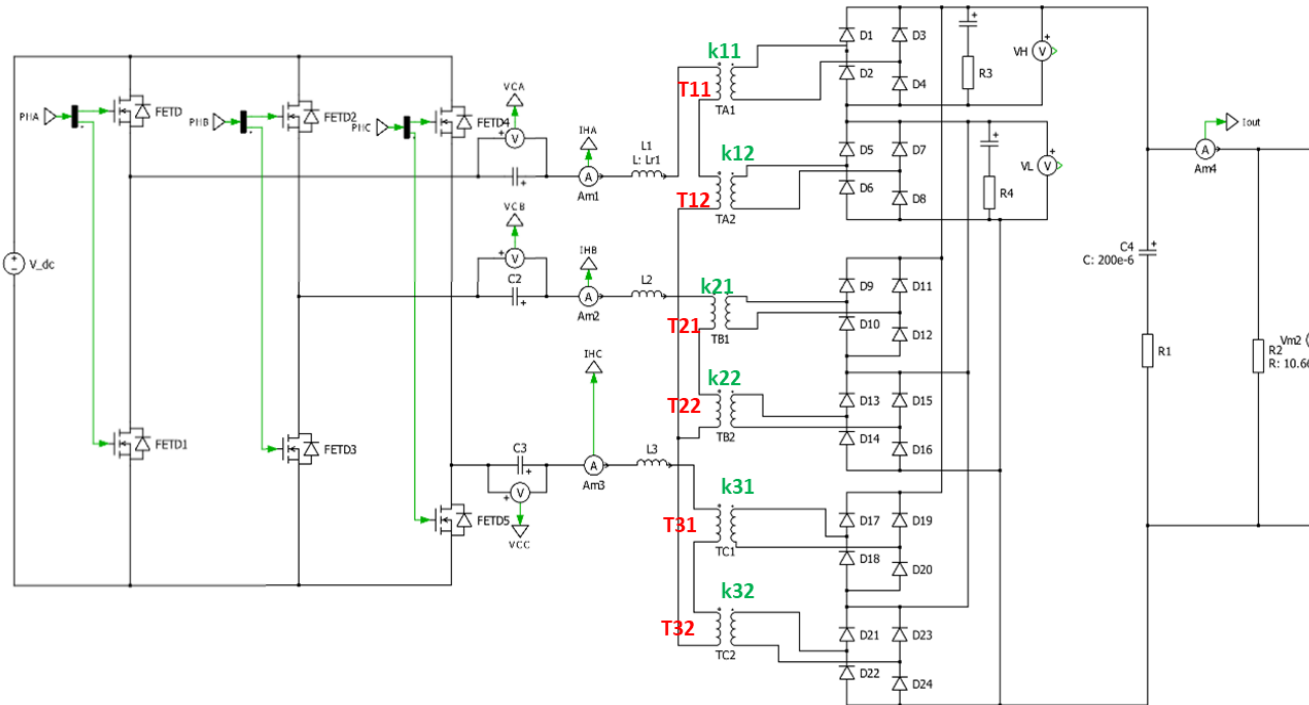 PHA
FETD
PHB
FETD2
PHC
FETD4
VCA
V
IHA
A
Am1
L1
L: Lr1
k11
T11
TA1
D1
D3
D2
D4
R3
VH
V
k12
T12
TA2
D5
D7
D6
D8
R4
VL
V
Iout
A
Am4
V_dc
VCB
V
C2
IHB
A
Am2
L2
k21
T21
TB1
D9
D11
D10
D12
C4
C: 200e-6
R1
R2
R: 10.66
Vm2
IHC
k22
T22
TB2
D13
D15
D14
D16
FETD1
FETD3
FETD5
C3
V
VCC
A
Am3
L3
k31
T31
TC1
D17
D19
D18
D20
k32
T32
TC2
D21
D23
D22
D24